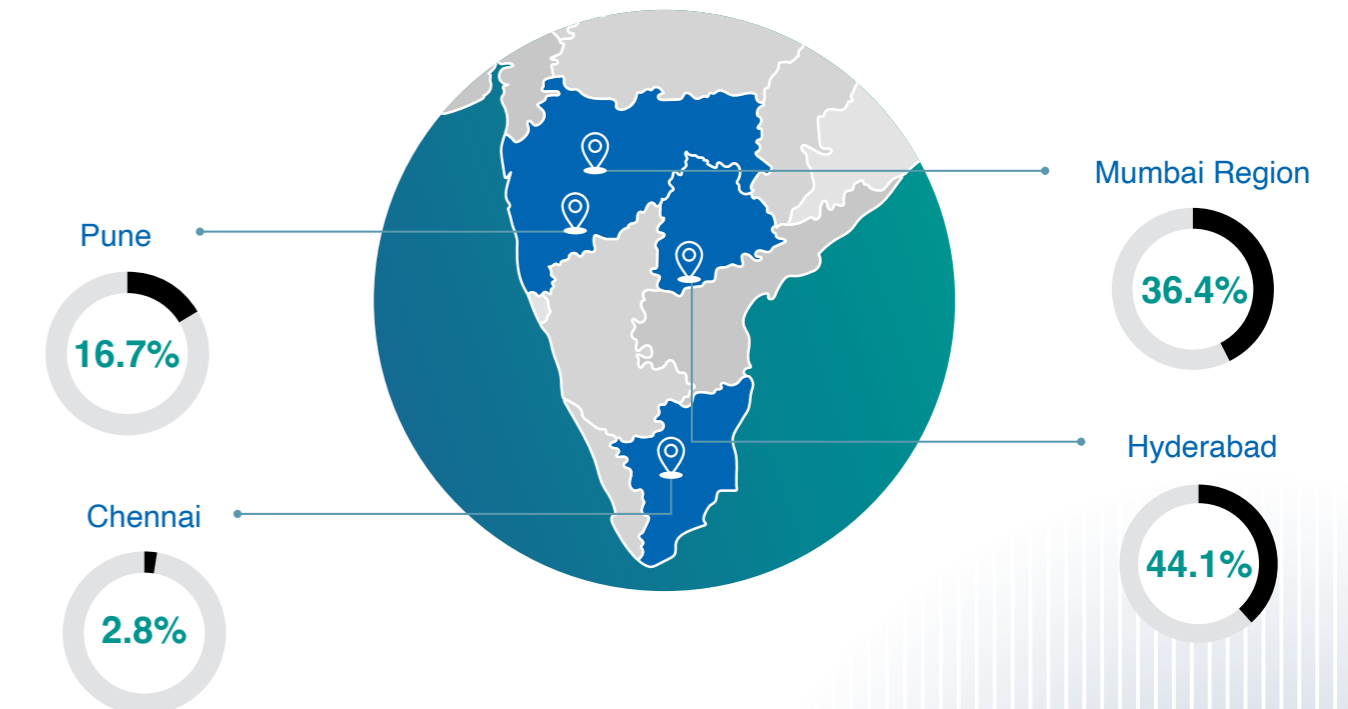 Mumbai Region
36.4%
Pune
16.7%
Hyderabad
44.1%
Chennai
2.8%